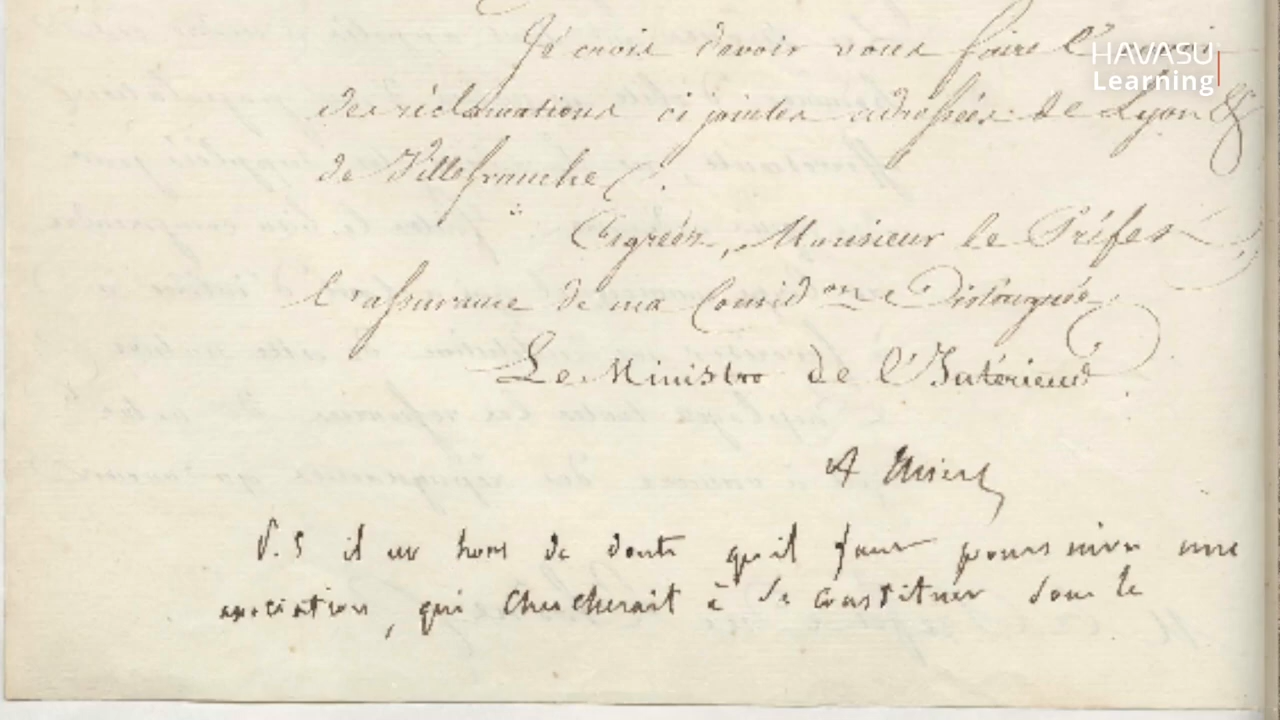 HAVASU
Learning
Je crois devoir vous faire l'envoi
des réclamations ci jointes adressées de Lyon &
de Villefranche.
Agréez, Monsieur le Préfet
l'assurance de ma Considon Distinguée
Le Ministre de l'Intérieur
A Thiers
P.S il est hors de doute qu'il faut poursuivre une
association, qui chercherait à se constituer sous le